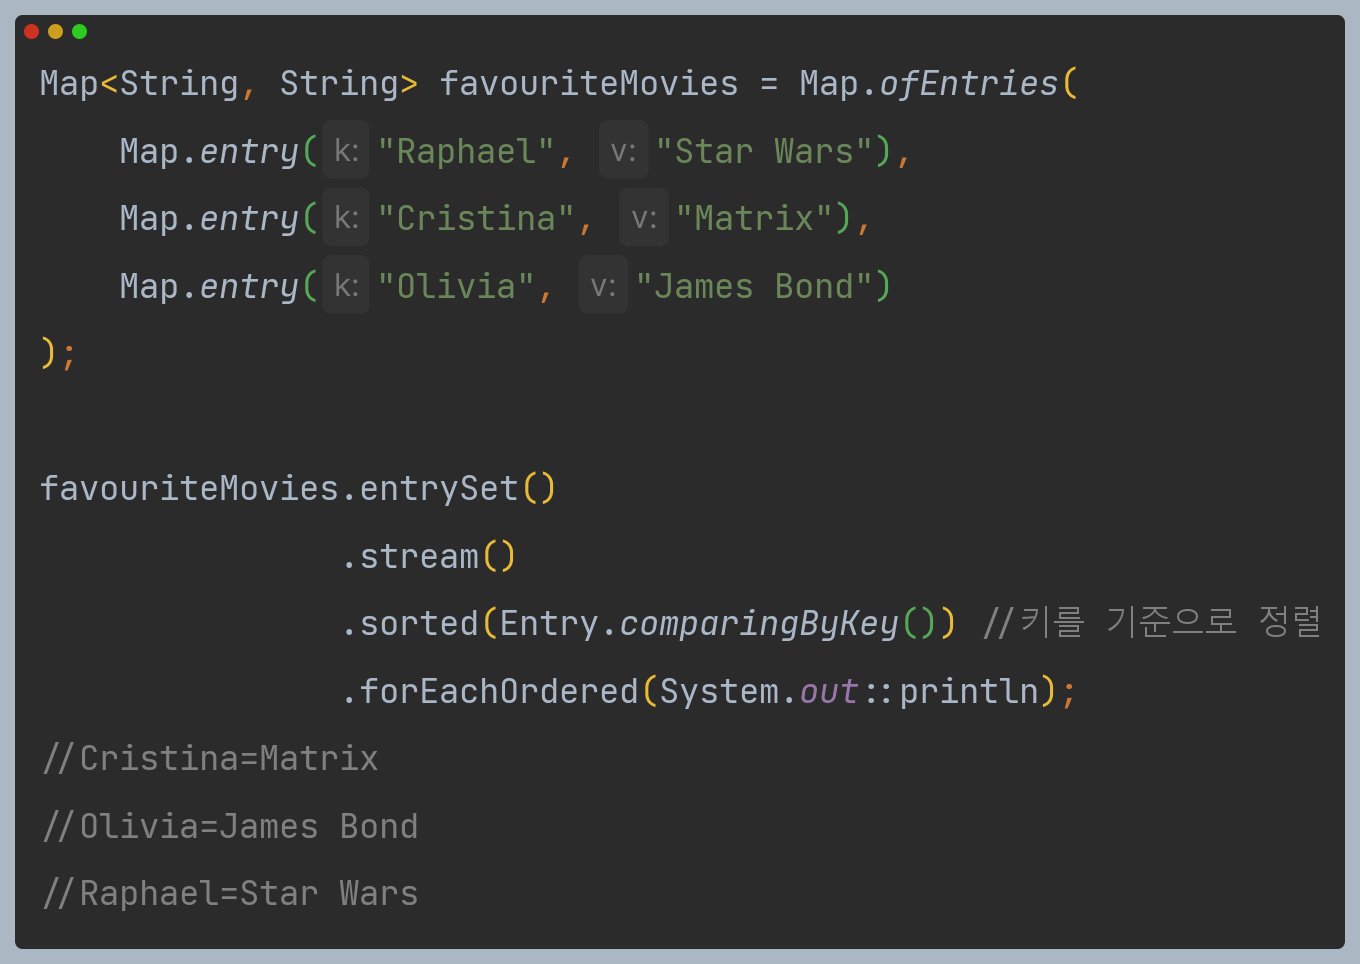 Map<String, String> favouriteMovies = Map.ofEntries(
    Map.entry( k: "Raphael", v: "Star Wars"),
    Map.entry( k: "Cristina", v: "Matrix"),
    Map.entry( k: "Olivia", v: "James Bond")
);
favouriteMovies.entrySet()
               .stream()
               .sorted(Entry.comparingByKey()) //키를 기준으로 정렬
               .forEachOrdered(System.out::println);
//Cristina=Matrix
//Olivia=James Bond
//Raphael=Star Wars